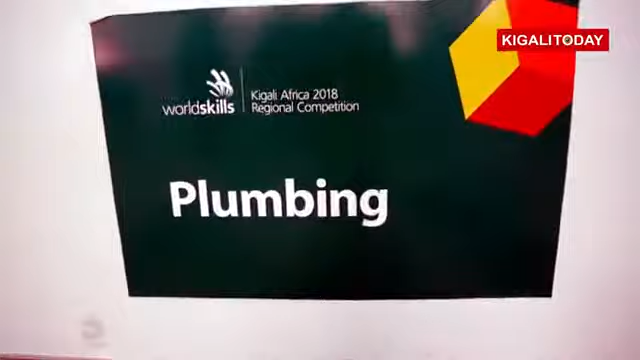 KIGALITODAY
worldskills
Kigali Africa 2018
Regional Competition
Plumbing